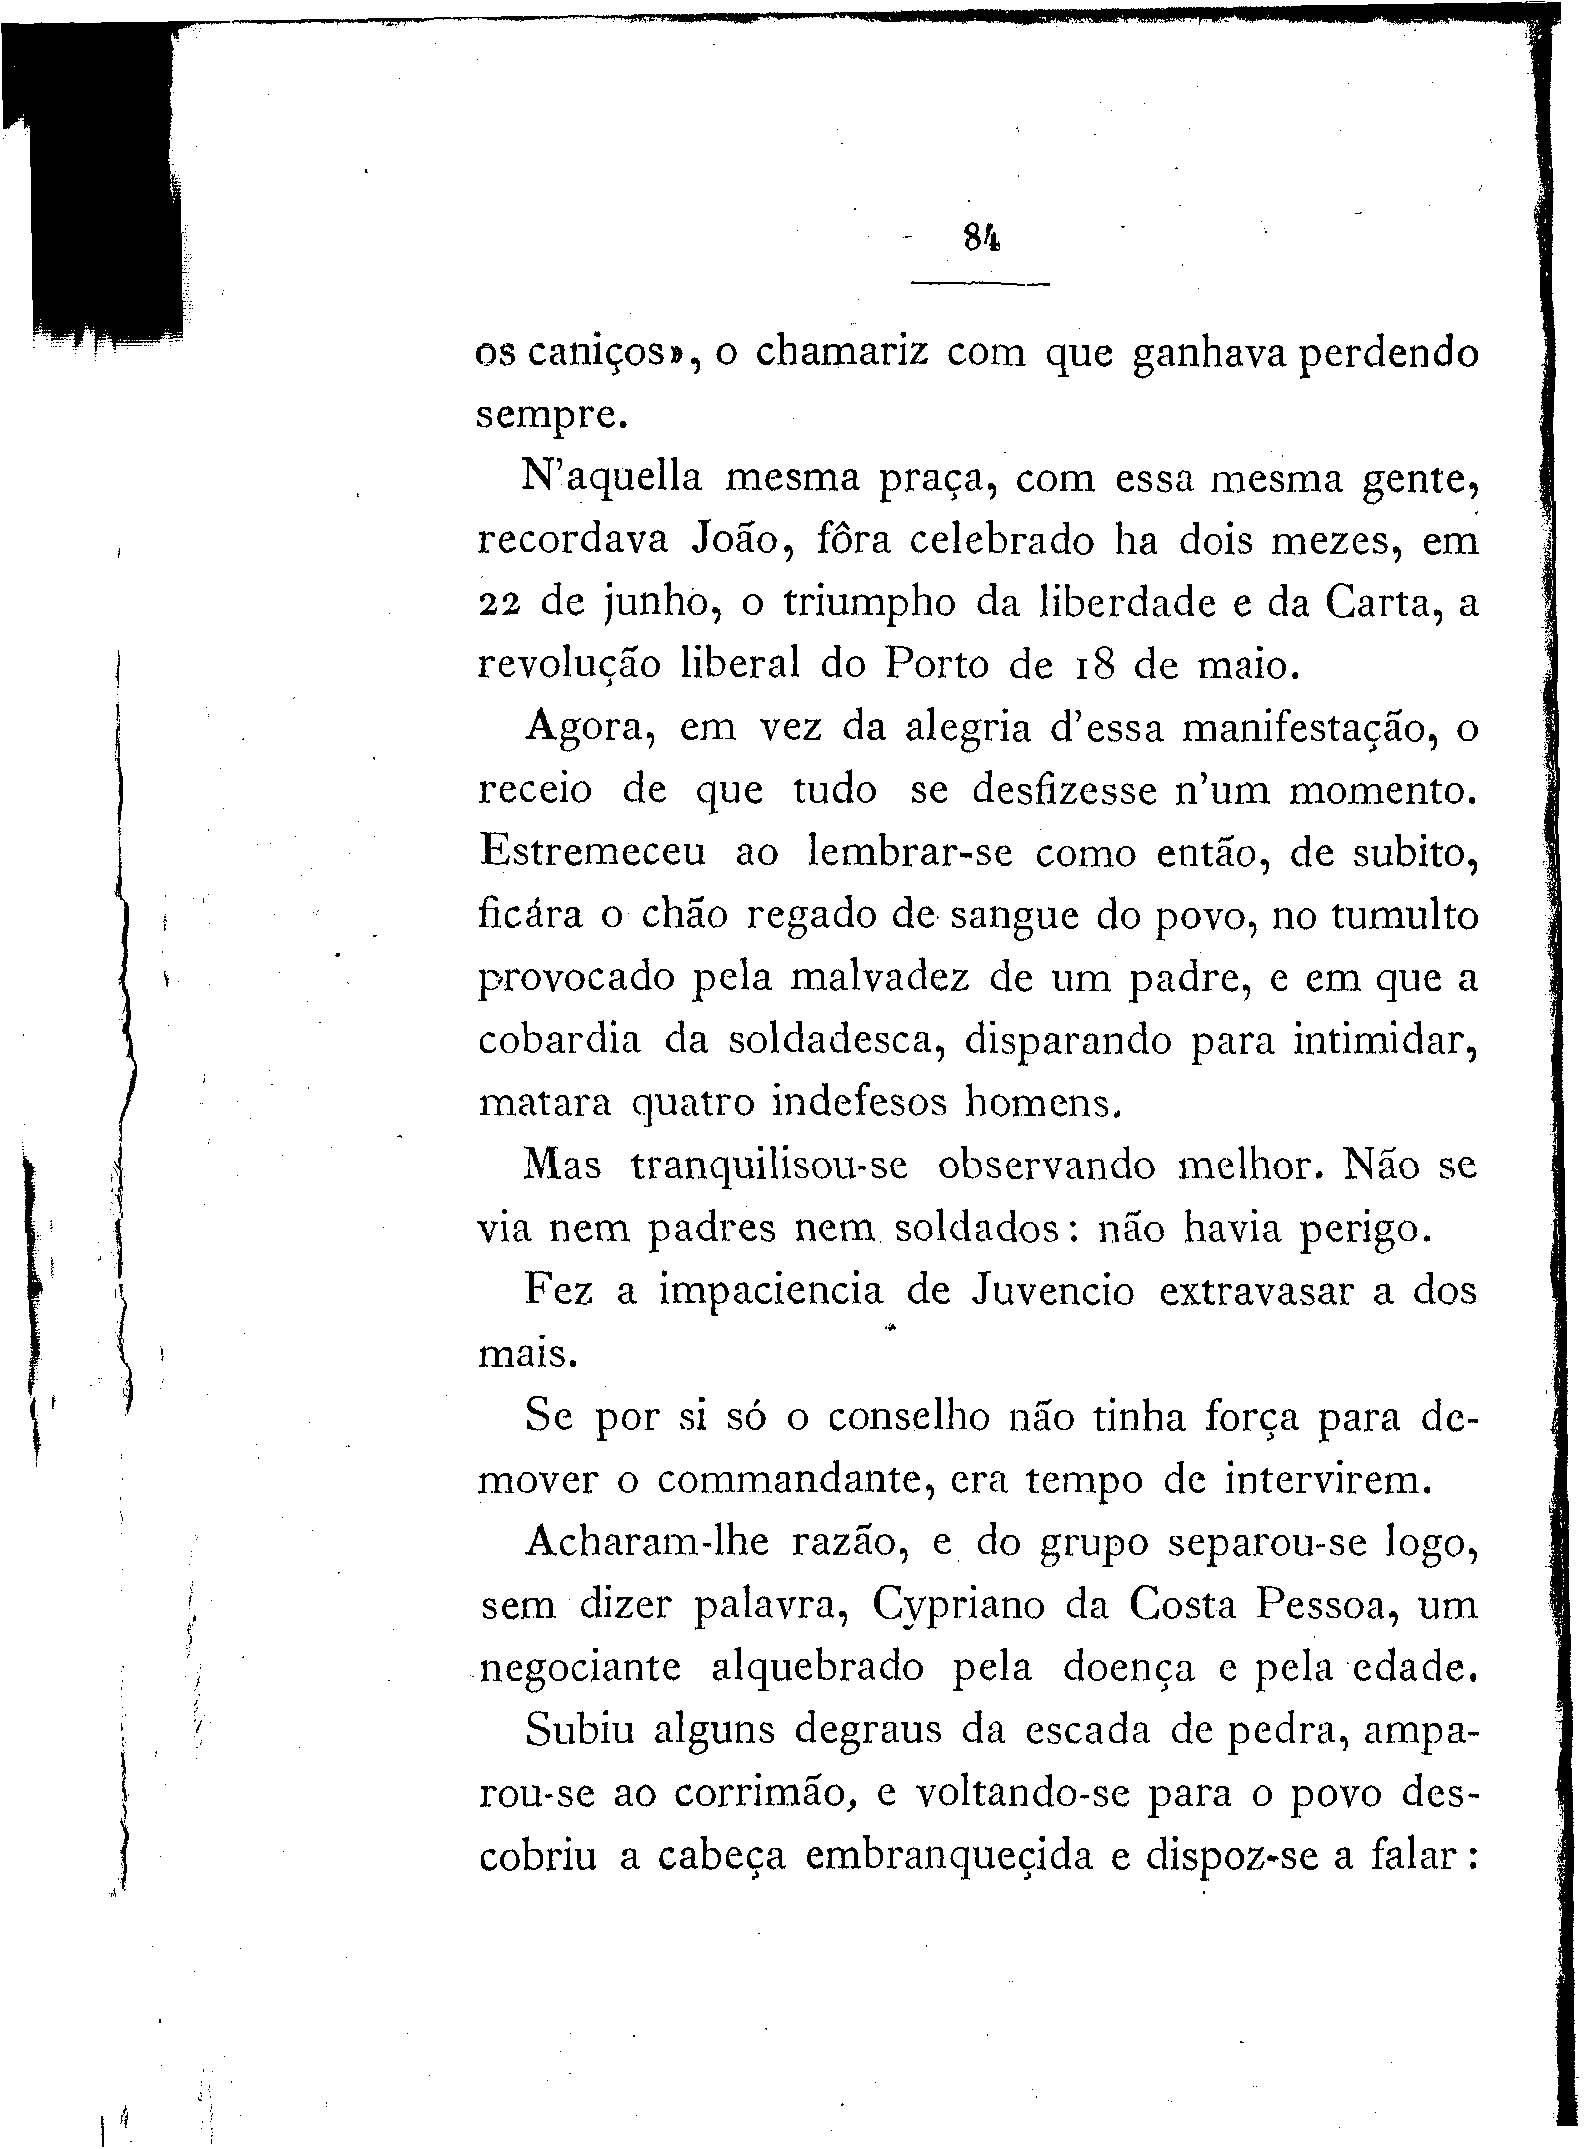 84
os caniços», o chamariz com que ganhava perdendo
sempre.
N'aquella mesma praça, com essa mesma gente,
recordava João, fôra celebrado ha dois mezes, em
22 de junho, o triumpho da liberdade e da Carta, a
revolução liberal do Porto de 18 de maio.
Agora, em vez da alegria d'essa manifestação, o
receio de que tudo se desfizesse n'um momento.
Estremeceu ao lembrar-se como então, de subito,
ficára o chão regado de sangue do povo, no tumulto
provocado pela malvadez de um padre, e em que a
cobardia da soldadesca, disparando para intimidar,
matara quatro indefesos homens.
Mas tranquilisou-se observando melhor. Não se
via nem padres nem soldados: não havia perigo.
Fez a impaciencia de Juvencio extravasar a dos
mais.
Se por si só o conselho não tinha força para de-
mover o commandante, era tempo de intervirem.
Acharam-lhe razão, e do grupo separou-se logo,
sem dizer palavra, Cypriano da Costa Pessoa, um
negociante alquebrado pela doença e pela edade.
Subiu alguns degraus da escada de pedra, ampa-
rou-se ao corrimão, e voltando-se para o povo des-
cobriu a cabeça embranqueçida e dispoz-se a falar: